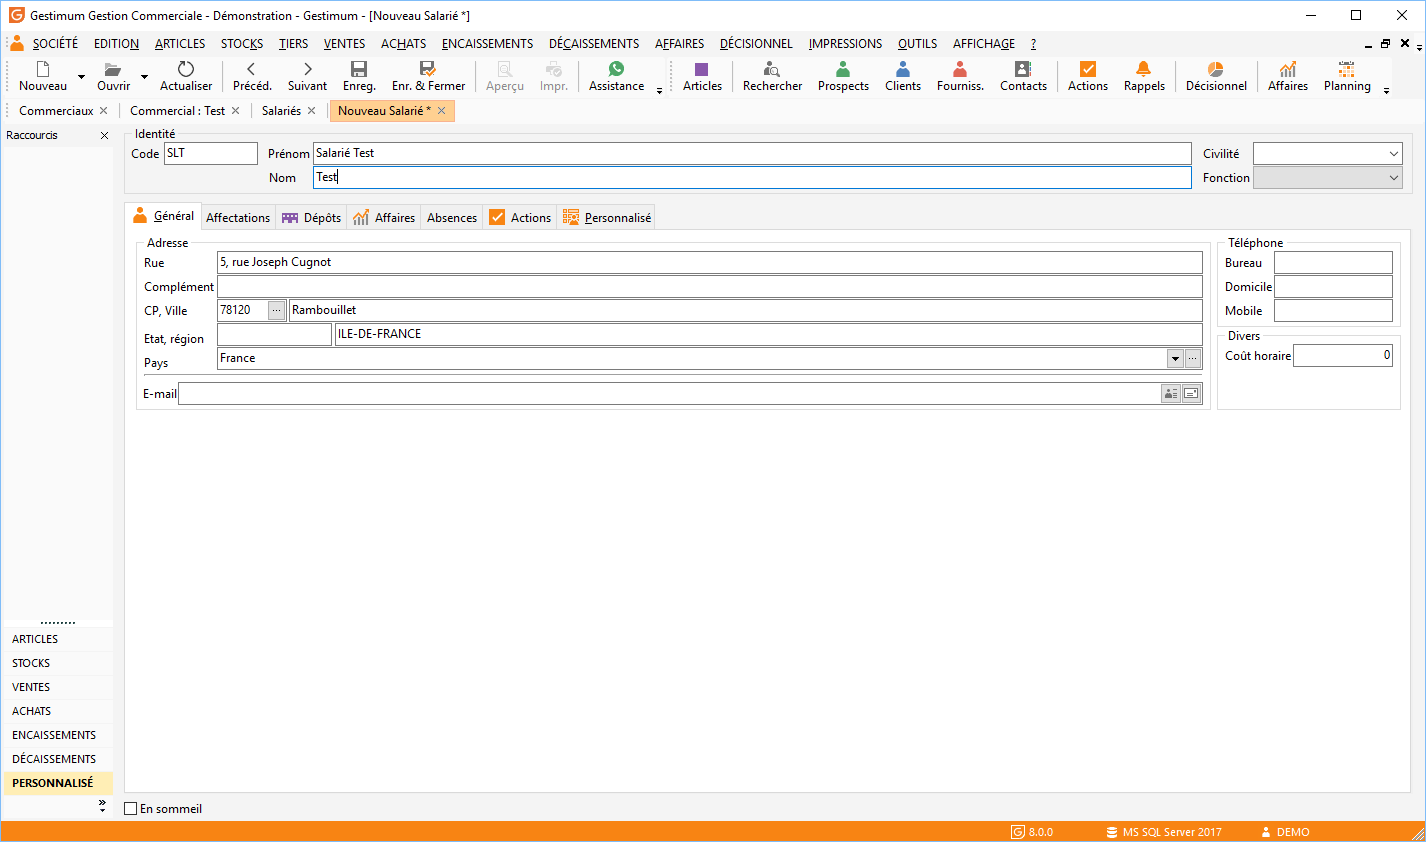 Gestimum Gestion Commerciale - Démonstration - Gestimum - [Nouveau Salarié *]
SOCIÉTÉ EDITION ARTICLES STOCKS TIERS VENTES ACHATS ENCAISSEMENTS DÉCAISSEMENTS AFFAIRES DÉCISIONNEL IMPRESSIONS OUTILS AFFICHAGE ?
Nouveau Ouvrir Actualiser Précéd. Suivant Enreg. Enr. & Fermer Aperçu Impr. Assistance Articles Rechercher Prospects Clients Fourniss. Contacts Actions Rappels Décisionnel Affaires Planning
Commerciaux Commercial : Test Salariés Nouveau Salarié *
Raccourcis
Identité
Code SLT Prénom Salarié Test Civilité
Nom Test Fonction
Général Affectations Dépôts Affaires Absences Actions Personnalisé
Adresse
Rue 5, rue Joseph Cugnot
Complément
CP, Ville 78120 ... Rambouillet
Etat, région ILE-DE-FRANCE
Pays France ...
E-mail
Téléphone
Bureau
Domicile
Mobile
Divers
Coût horaire 0
ARTICLES
STOCKS
VENTES
ACHATS
ENCAISSEMENTS
DÉCAISSEMENTS
PERSONNALISÉ
En sommeil
8.0.0 MS SQL Server 2017 DEMO